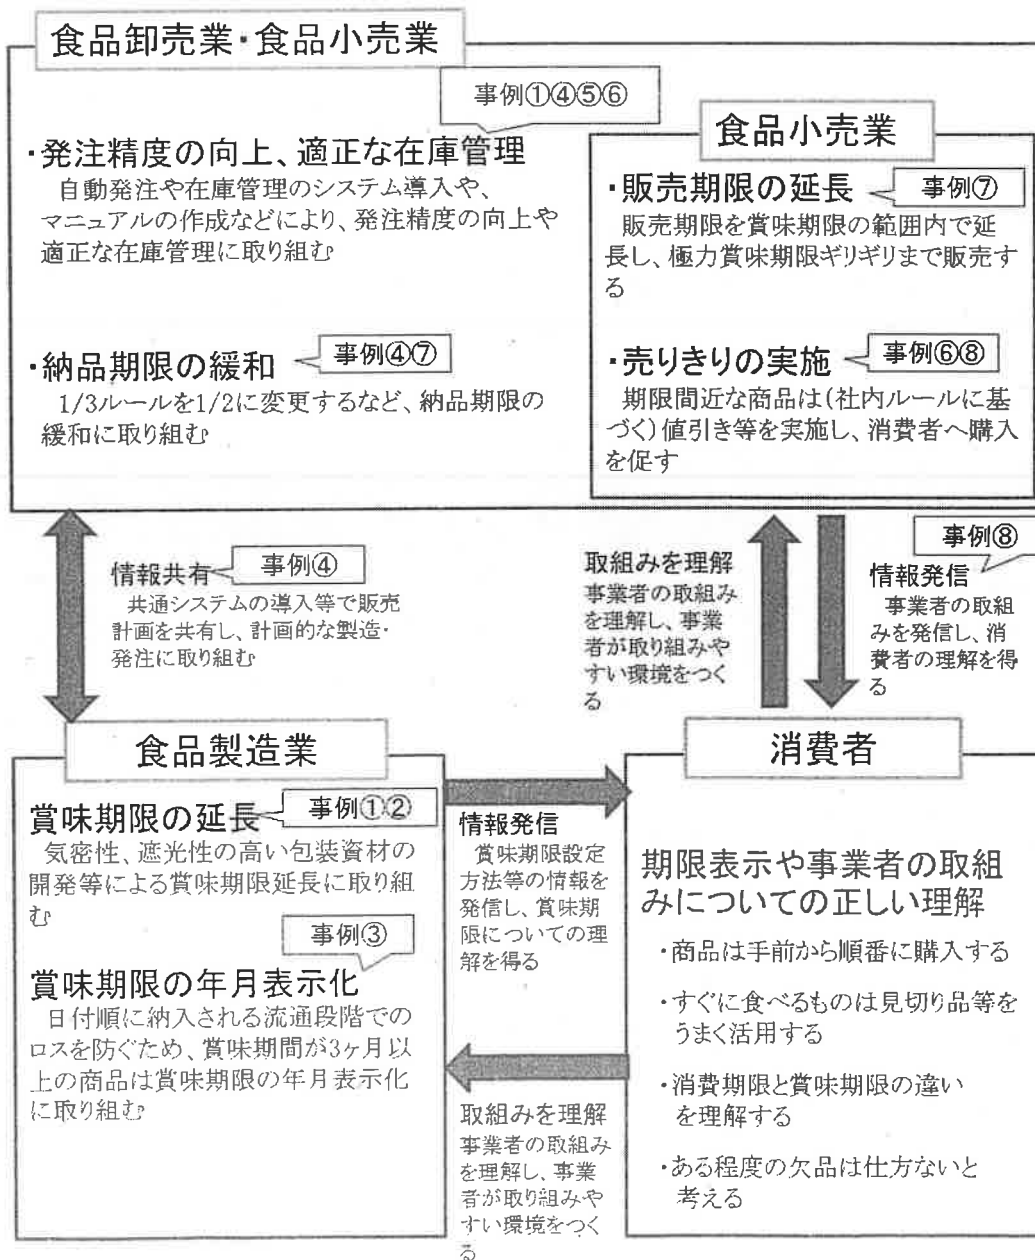 食品卸売業・食品小売業
事例①④⑤⑥
・発注精度の向上、適正な在庫管理
自動発注や在庫管理のシステム導入や、
マニュアルの作成などにより、発注精度の向上や
適正な在庫管理に取り組む
・納品期限の緩和
事例④⑦
1/3ルールを1/2に変更するなど、納品期限の
緩和に取り組む
食品小売業
・販売期限の延長
事例⑦
販売期限を賞味期限の範囲内で延
長し、極力賞味期限ギリギリまで販売す
る
・売りきりの実施
事例⑥⑧
期限間近な商品は(社内ルールに基
づく)値引き等を実施し、消費者へ購入
を促す
情報共有
事例④
共通システムの導入等で販売
計画を共有し、計画的な製造・
発注に取り組む
取組みを理解
事業者の取組み
を理解し、事業
者が取り組みや
すい環境をつく
る
事例⑧
情報発信
事業者の取組
みを発信し、消
費者の理解を得
る
食品製造業
賞味期限の延長
事例①②
気密性、遮光性の高い包装資材の
開発等による賞味期限延長に取り組
む
事例③
賞味期限の年月表示化
日付順に納入される流通段階での
ロスを防ぐため、賞味期間が3ヶ月以
上の商品は賞味期限の年月表示化
に取り組む
情報発信
賞味期限設定
方法等の情報を
発信し、賞味期
限についての理
解を得る
取組みを理解
事業者の取組み
を理解し、事業
者が取り組みや
すい環境をつく
る
消費者
期限表示や事業者の取組
みについての正しい理解
・商品は手前から順番に購入する
・すぐに食べるものは見切り品等を
うまく活用する
・消費期限と賞味期限の違い
を理解する
・ある程度の欠品は仕方ないと
考える